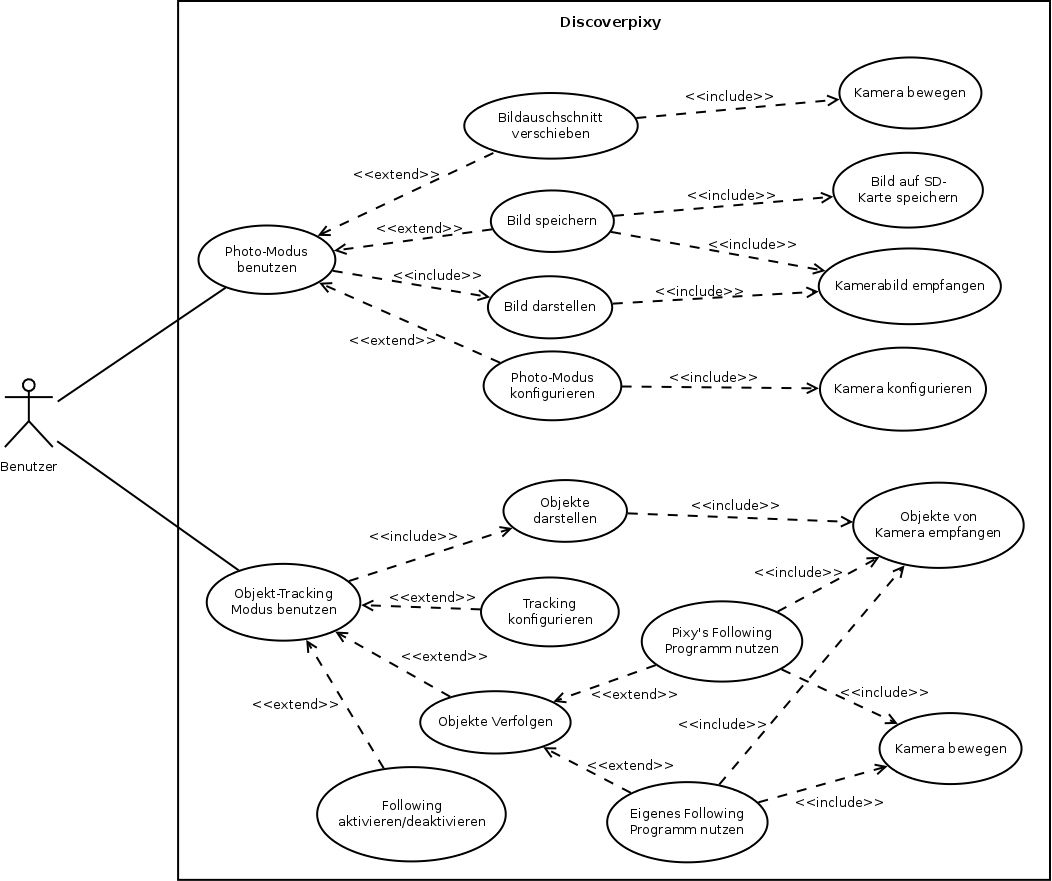 Discoverpixy
Bildauschschnitt
verschieben
<<include>>
Kamera bewegen
<<extend>>
Bild speichern
<<include>>
Bild auf SD-
Karte speichern
<<extend>>
<<include>>
Photo-Modus
benutzen
<<include>>
Bild darstellen
<<include>>
Kamerabild empfangen
<<extend>>
Photo-Modus
konfigurieren
<<include>>
Kamera konfigurieren
Benutzer
Objekte
darstellen
<<include>>
Objekte von
Kamera empfangen
<<include>>
Objekt-Tracking
Modus benutzen
<<extend>>
Tracking
konfigurieren
<<include>>
Pixy's Following
Programm nutzen
<<extend>>
<<extend>>
<<include>>
<<extend>>
Objekte Verfolgen
<<include>>
Kamera bewegen
<<extend>>
<<include>>
Following
aktivieren/deaktivieren
Eigenes Following
Programm nutzen